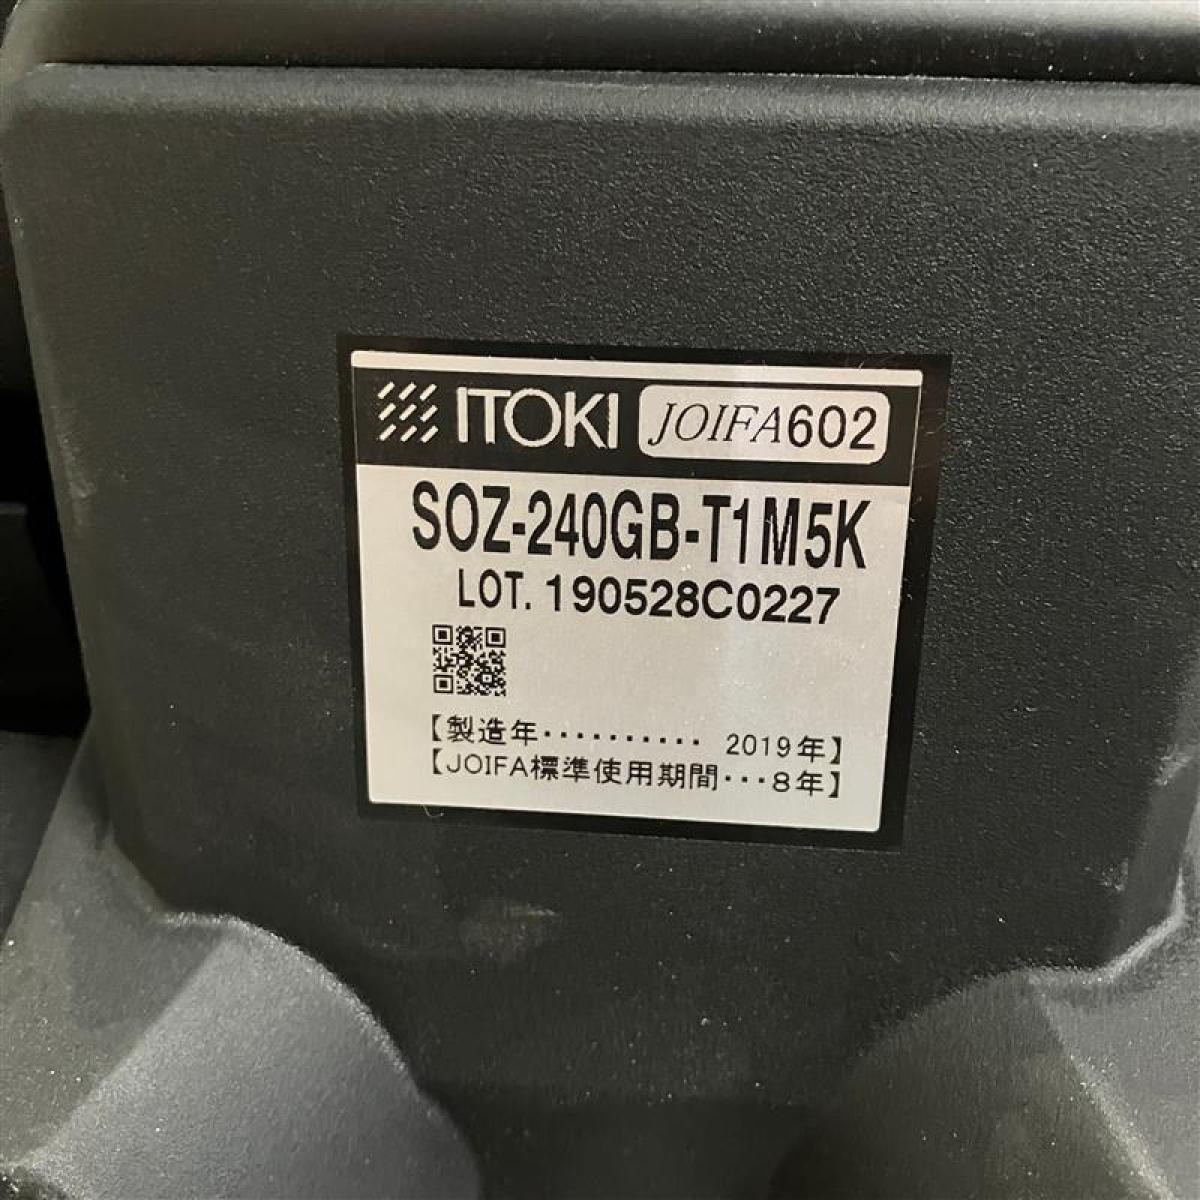 ITOKI JOIFA602
SOZ-240GB-T1M5K
LOT. 190528C0227
【製造年·········· 2019年】
【JOIFA標準使用期間···8年】